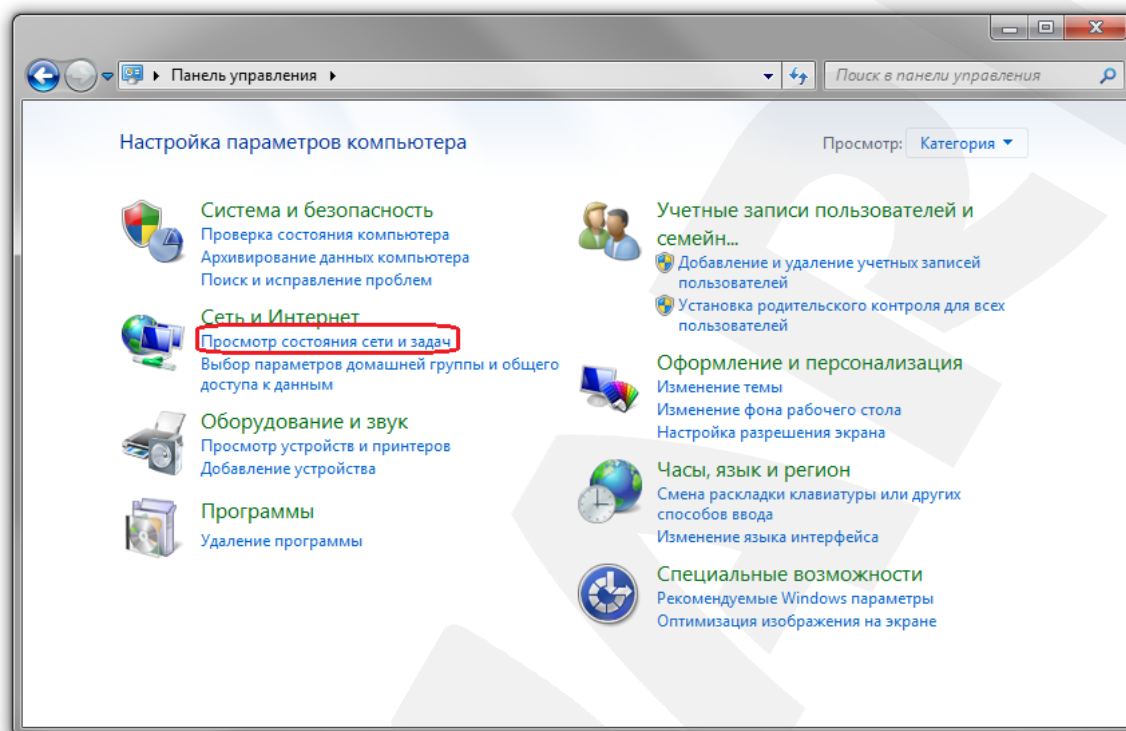 Панель управления
Поиск в панели управления
Настройка параметров компьютера
Просмотр: Категория
Система и безопасность
Проверка состояния компьютера
Архивирование данных компьютера
Поиск и исправление проблем
Сеть и Интернет
Просмотр состояния сети и задач
Выбор параметров домашней группы и общего
доступа к данным
Оборудование и звук
Просмотр устройств и принтеров
Добавление устройства
Программы
Удаление программы
Учетные записи пользователей и
семейн...
Добавление и удаление учетных записей
пользователей
Установка родительского контроля для всех
пользователей
Оформление и персонализация
Изменение темы
Изменение фона рабочего стола
Настройка разрешения экрана
Часы, язык и регион
Смена раскладки клавиатуры или других
способов ввода
Изменение языка интерфейса
Специальные возможности
Рекомендуемые Windows параметры
Оптимизация изображения на экране